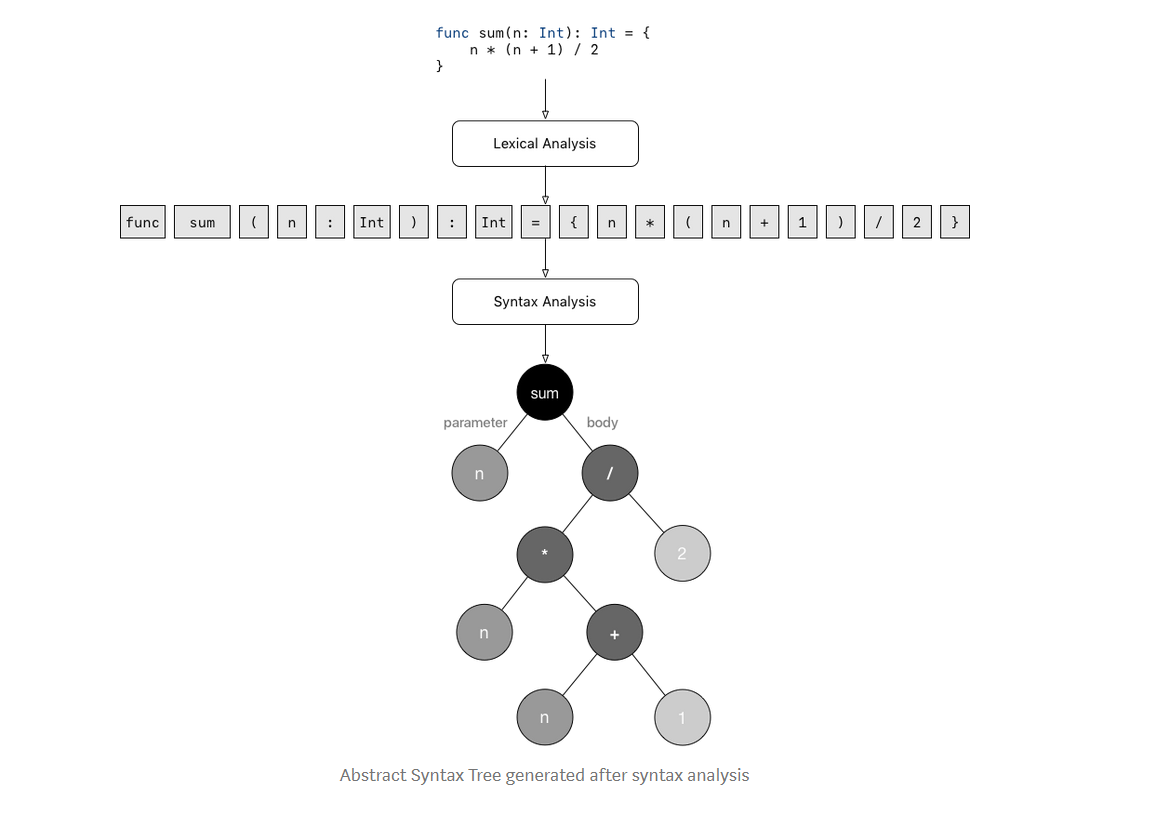 func sum(n: Int): Int = {
n * (n + 1) / 2
}
Lexical Analysis
func sum ( n : Int ) : Int = { n * ( n + 1 ) / 2 }
Syntax Analysis
sum
parameter body
n /
* 2
n +
n 1
Abstract Syntax Tree generated after syntax analysis